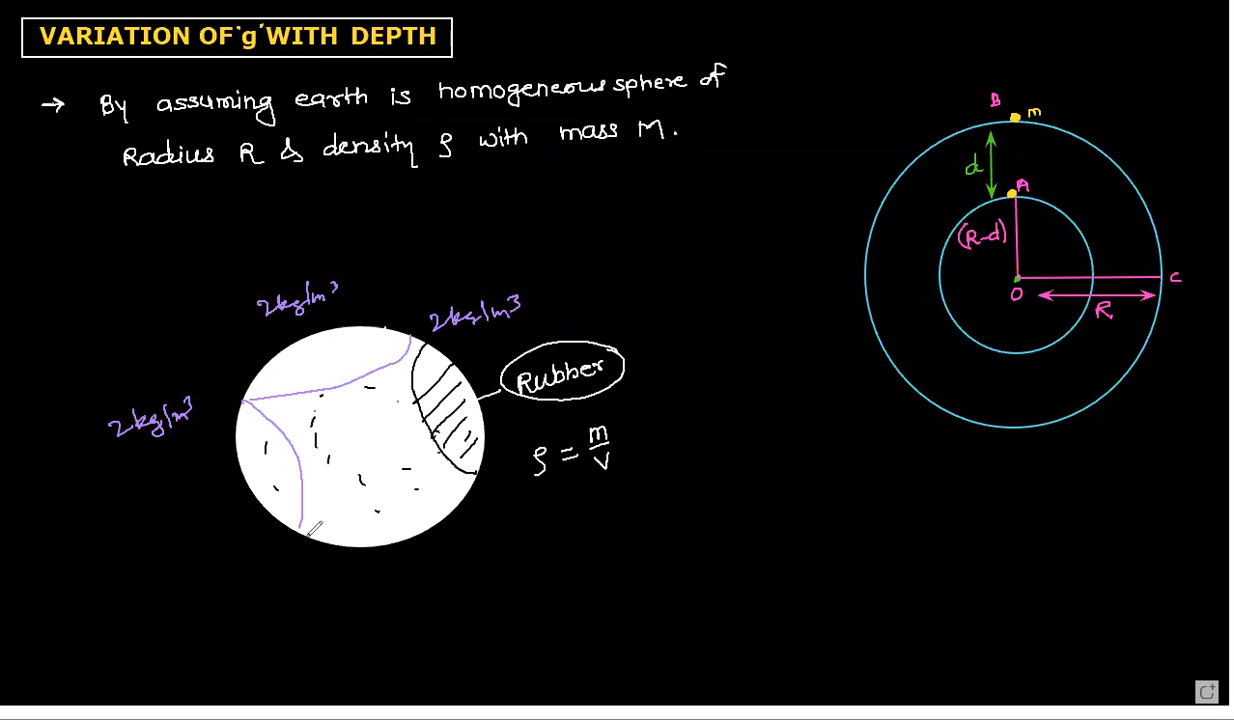 VARIATION OF 'g' WITH DEPTH
→ By assuming earth is homogeneous sphere of
Radius R & density ρ with mass M.
B
m
d
A
(R-d)
O
C
R
2kg/m³
2kg/m³
Rubber
2kg/m³
ρ = m/v